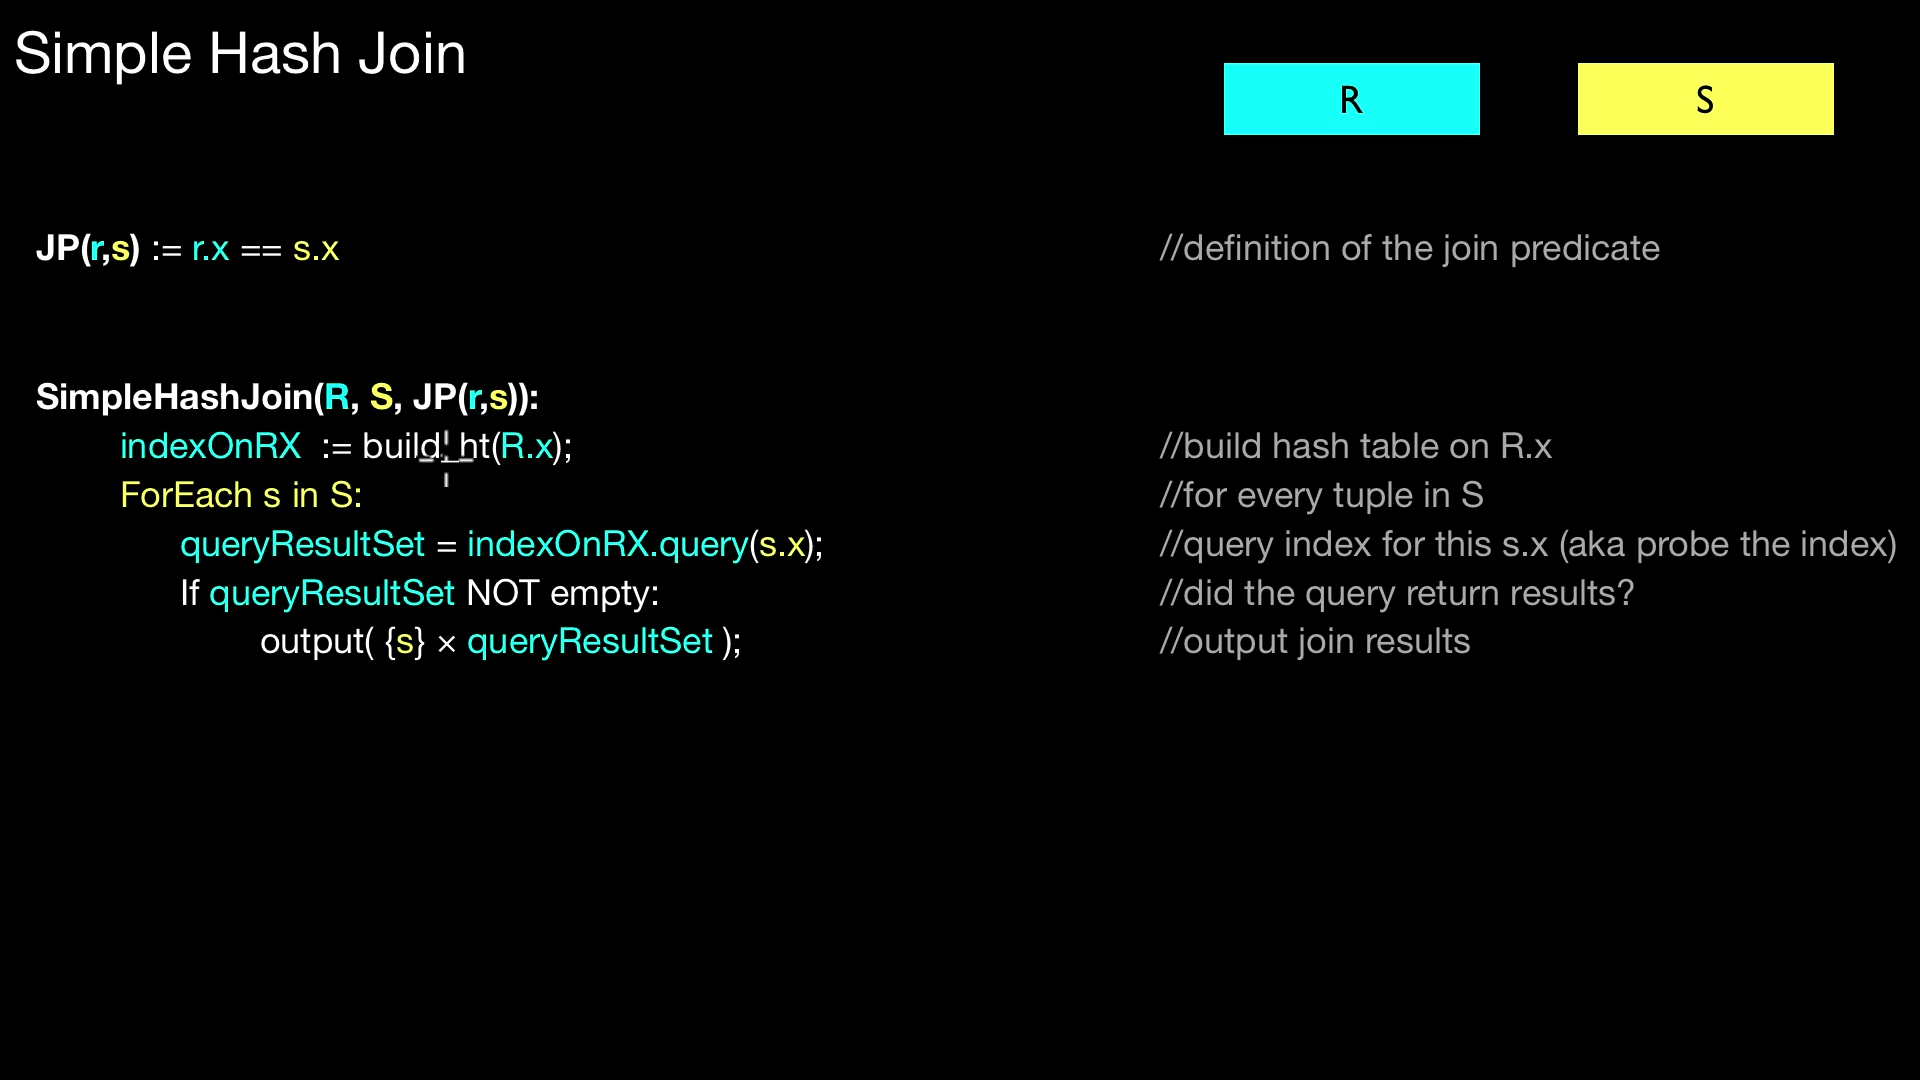 Simple Hash Join
R
S
JP(r,s) := r.x == s.x
//definition of the join predicate
SimpleHashJoin(R, S, JP(r,s)):
indexOnRX := build_ht(R.x);
//build hash table on R.x
ForEach s in S:
//for every tuple in S
queryResultSet = indexOnRX.query(s.x);
//query index for this s.x (aka probe the index)
If queryResultSet NOT empty:
//did the query return results?
output( {s} × queryResultSet );
//output join results